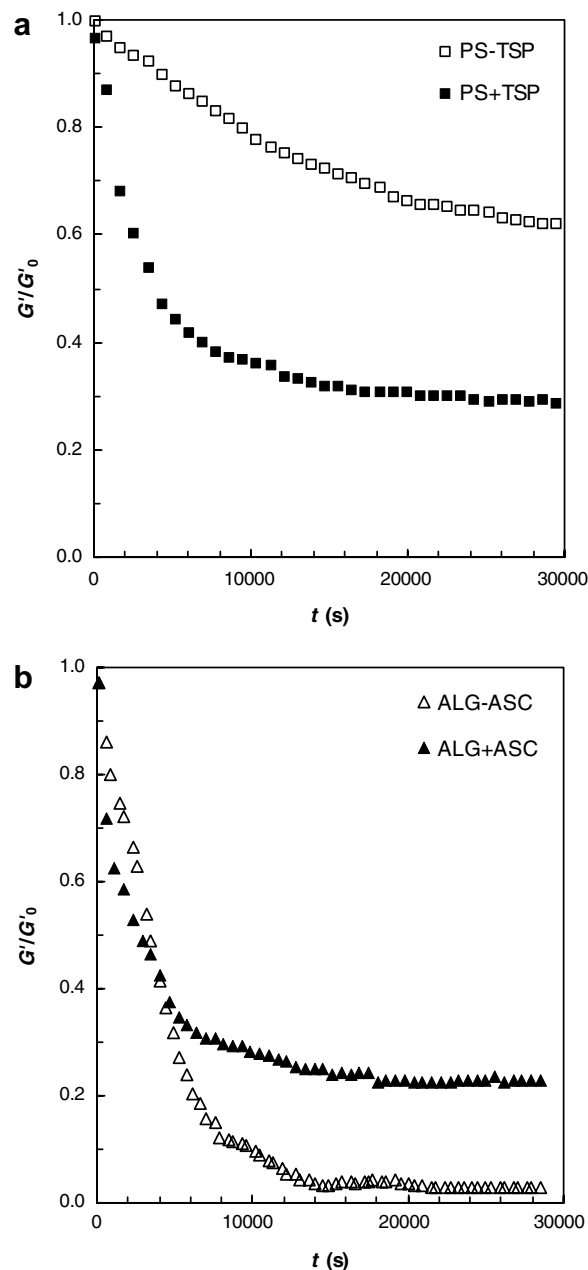 a
1.0
0.8
0.6
0.4
0.2
0.0
G'/G'₀
□ PS-TSP
■ PS+TSP
0 10000 20000 30000
t (s)
b
1.0
0.8
0.6
0.4
0.2
0.0
G'/G'₀
△ ALG-ASC
▲ ALG+ASC
0 10000 20000 30000
t (s)